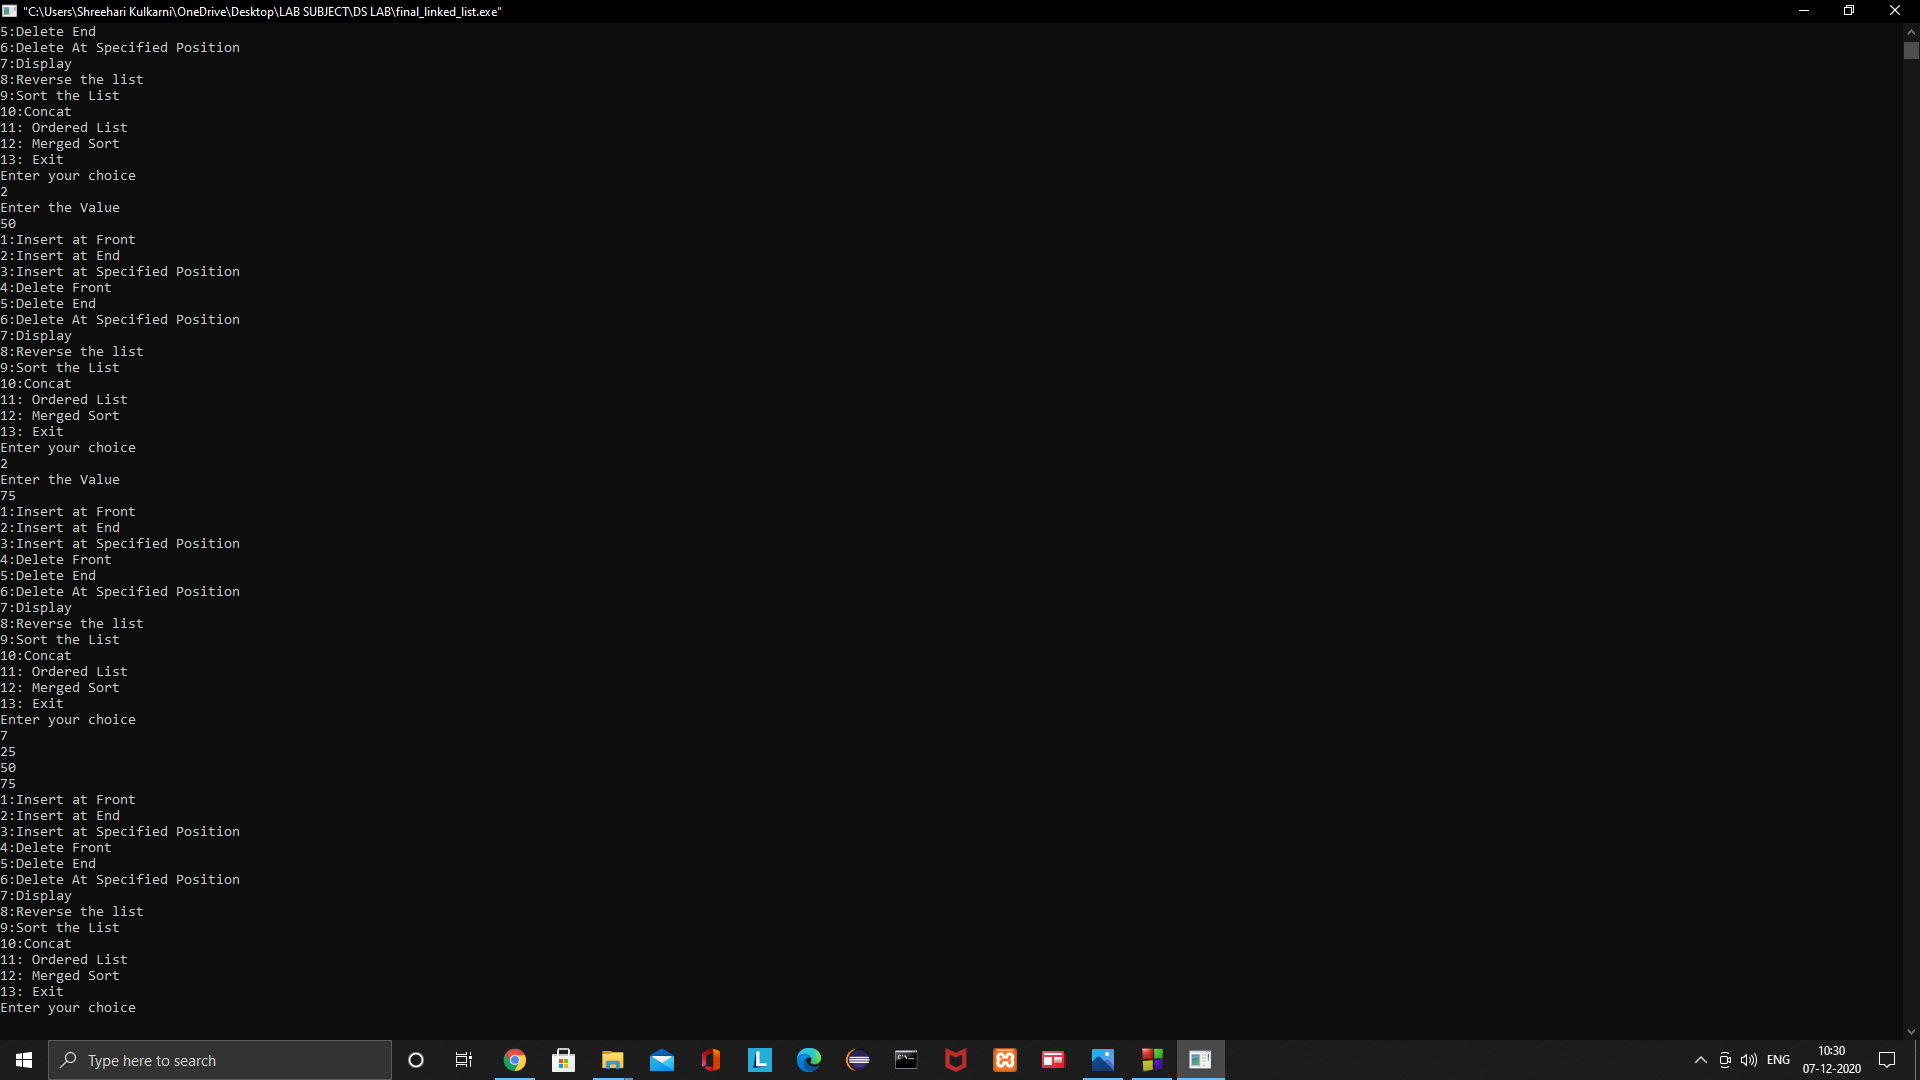 "C:\Users\Shreehari Kulkarni\OneDrive\Desktop\LAB SUBJECT\DS LAB\final_linked_list.exe"
5:Delete End
6:Delete At Specified Position
7:Display
8:Reverse the list
9:Sort the List
10:Concat
11: Ordered List
12: Merged Sort
13: Exit
Enter your choice
2
Enter the Value
50
1:Insert at Front
2:Insert at End
3:Insert at Specified Position
4:Delete Front
5:Delete End
6:Delete At Specified Position
7:Display
8:Reverse the list
9:Sort the List
10:Concat
11: Ordered List
12: Merged Sort
13: Exit
Enter your choice
2
Enter the Value
75
1:Insert at Front
2:Insert at End
3:Insert at Specified Position
4:Delete Front
5:Delete End
6:Delete At Specified Position
7:Display
8:Reverse the list
9:Sort the List
10:Concat
11: Ordered List
12: Merged Sort
13: Exit
Enter your choice
7
25
50
75
1:Insert at Front
2:Insert at End
3:Insert at Specified Position
4:Delete Front
5:Delete End
6:Delete At Specified Position
7:Display
8:Reverse the list
9:Sort the List
10:Concat
11: Ordered List
12: Merged Sort
13: Exit
Enter your choice
Type here to search
L
ENG
10:30
07-12-2020